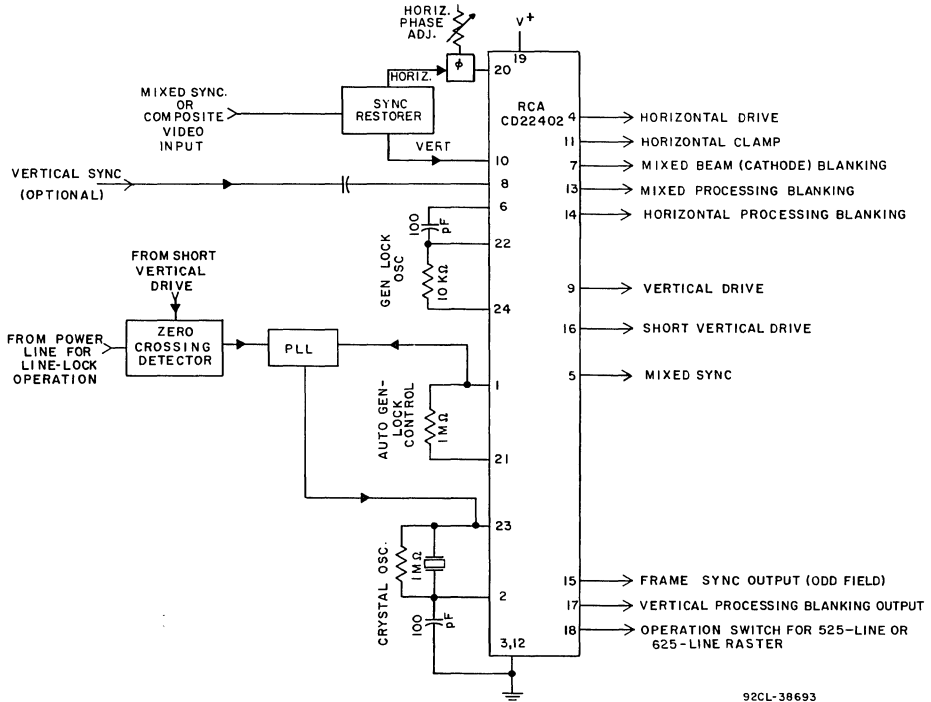 HORIZ.
PHASE
ADJ.
V+
19
ϕ
20
HORIZ.
RCA
CD22402
MIXED SYNC.
OR
COMPOSITE
VIDEO
INPUT
SYNC
RESTORER
VERT
10
VERTICAL SYNC
(OPTIONAL)
8
6
100
pF
22
GEN LOCK
OSC
10 KΩ
24
FROM SHORT
VERTICAL
DRIVE
FROM POWER
LINE FOR
LINE-LOCK
OPERATION
ZERO
CROSSING
DETECTOR
PLL
1
AUTO GEN-
LOCK
CONTROL
1 MΩ
21
23
CRYSTAL OSC.
1 MΩ
2
100
pF
3,12
4 HORIZONTAL DRIVE
11 HORIZONTAL CLAMP
7 MIXED BEAM (CATHODE) BLANKING
13 MIXED PROCESSING BLANKING
14 HORIZONTAL PROCESSING BLANKING
9 VERTICAL DRIVE
16 SHORT VERTICAL DRIVE
5 MIXED SYNC
15 FRAME SYNC OUTPUT (ODD FIELD)
17 VERTICAL PROCESSING BLANKING OUTPUT
18 OPERATION SWITCH FOR 525-LINE OR
625-LINE RASTER
92CL-38693